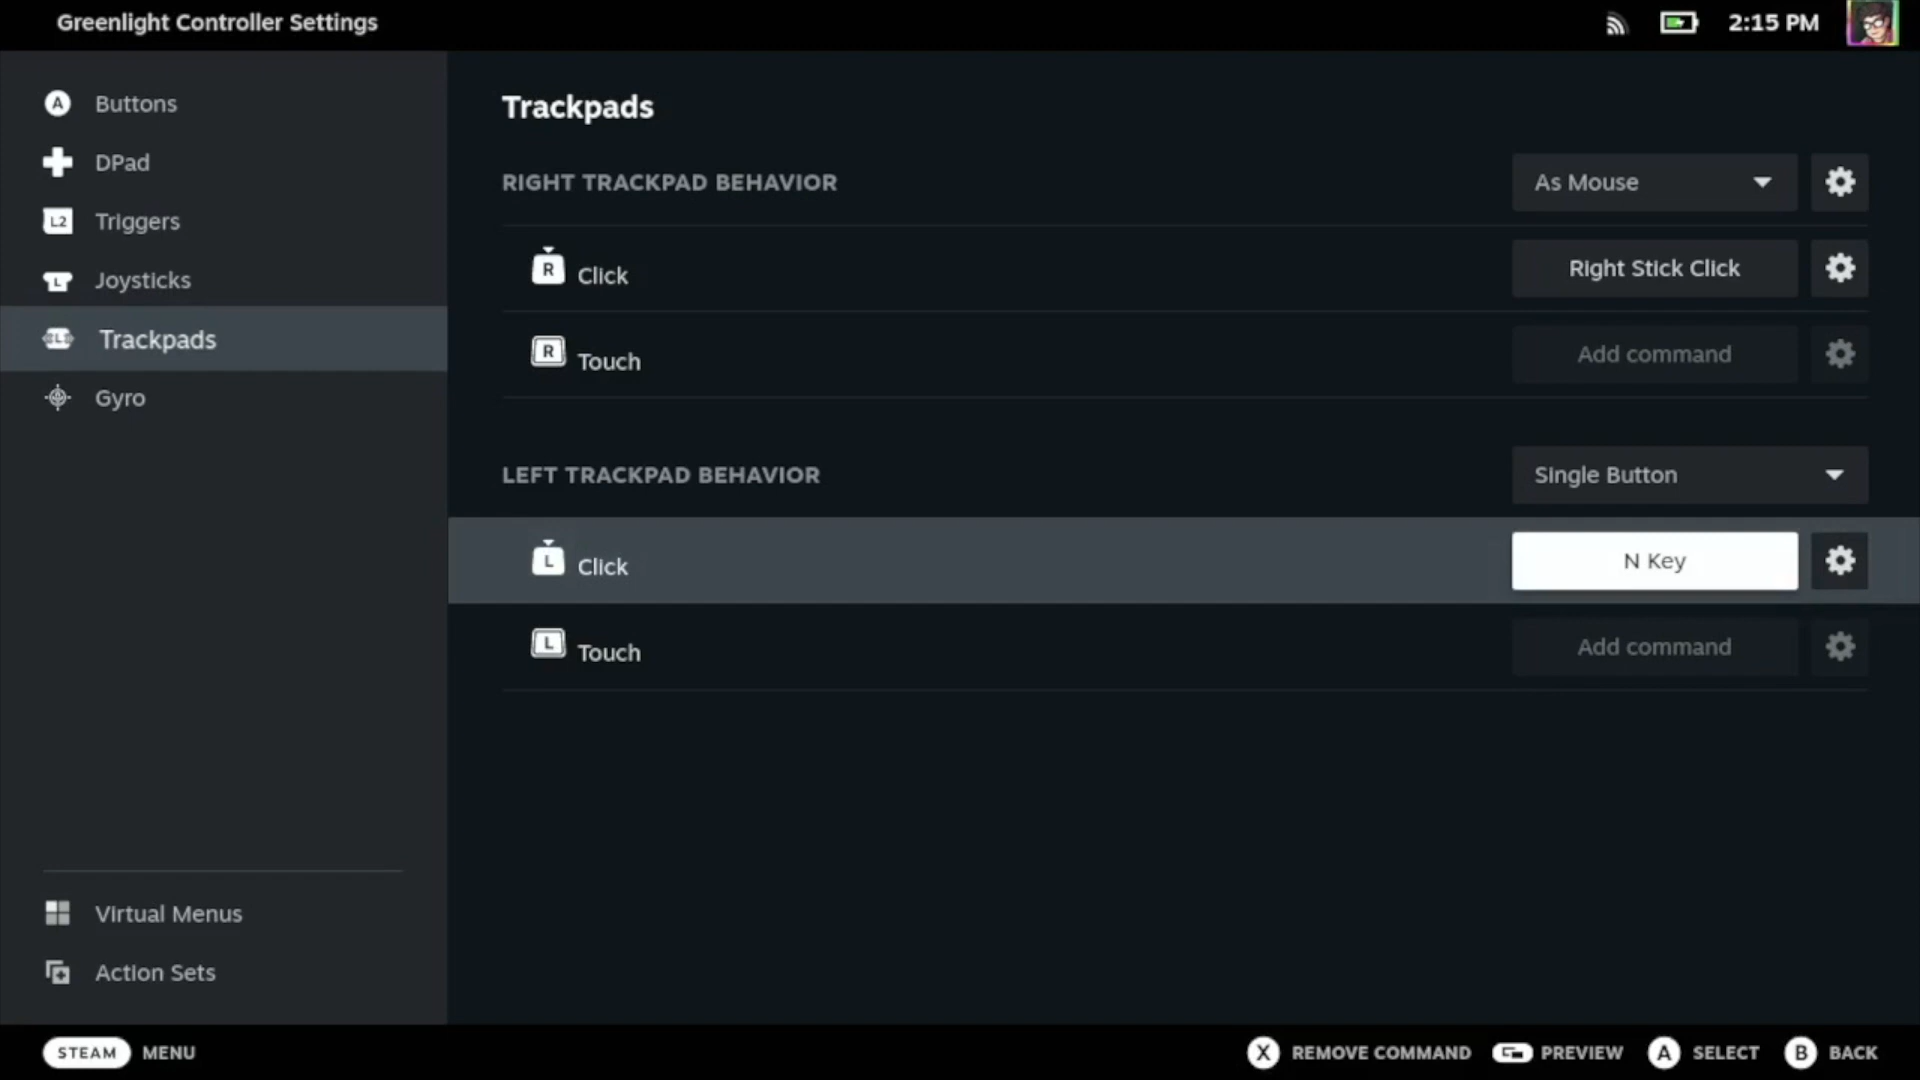 Greenlight Controller Settings
2:15 PM
A Buttons
DPad
L2 Triggers
L Joysticks
Trackpads
Gyro
Virtual Menus
Action Sets
Trackpads
RIGHT TRACKPAD BEHAVIOR
As Mouse
R Click
Right Stick Click
R Touch
Add command
LEFT TRACKPAD BEHAVIOR
Single Button
L Click
N Key
L Touch
Add command
STEAM MENU
X REMOVE COMMAND
PREVIEW
A SELECT
B BACK